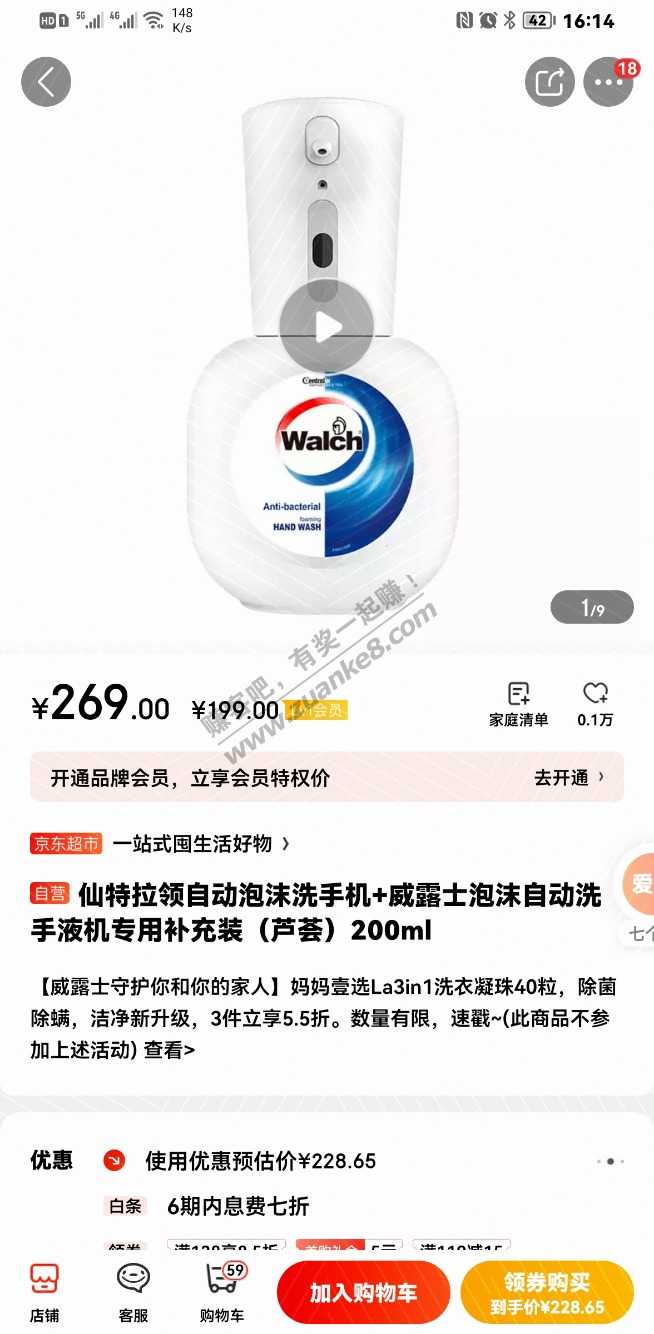 HD 1 5G 4G 148 K/s 42 16:14
18
Central
Walch
Anti-bacterial
foaming
HAND WASH
1/9
赚客吧，有奖一起赚！
www.zuanke8.com
¥269.00 ¥199.00
家庭清单 0.1万
开通品牌会员，立享会员特权价 去开通 ›
京东超市 一站式囤生活好物 ›
爱
七个
自营 仙特拉领自动泡沫洗手机+威露士泡沫自动洗
手液机专用补充装（芦荟）200ml
【威露士守护你和你的家人】妈妈壹选La3in1洗衣凝珠40粒，除菌
除螨，洁净新升级，3件立享5.5折。数量有限，速戳~(此商品不参
加上述活动) 查看>
优惠 使用优惠预估价¥228.65
白条 6期内息费七折
领券 满128享8.5折 首购礼金 5元 满119减15
59
店铺 客服 购物车
加入购物车
领券购买
到手价¥228.65